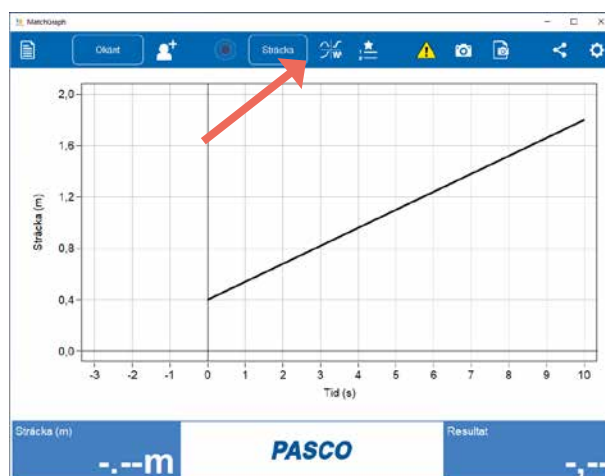 MatchGraph
Okänt
Sträcka
Sträcka (m)
2,0
1,6
1,2
0,8
0,4
0,0
-3 -2 -1 0 1 2 3 4 5 6 7 8 9 10
Tid (s)
Sträcka (m)
-.--m
PASCO
Resultat
-,--